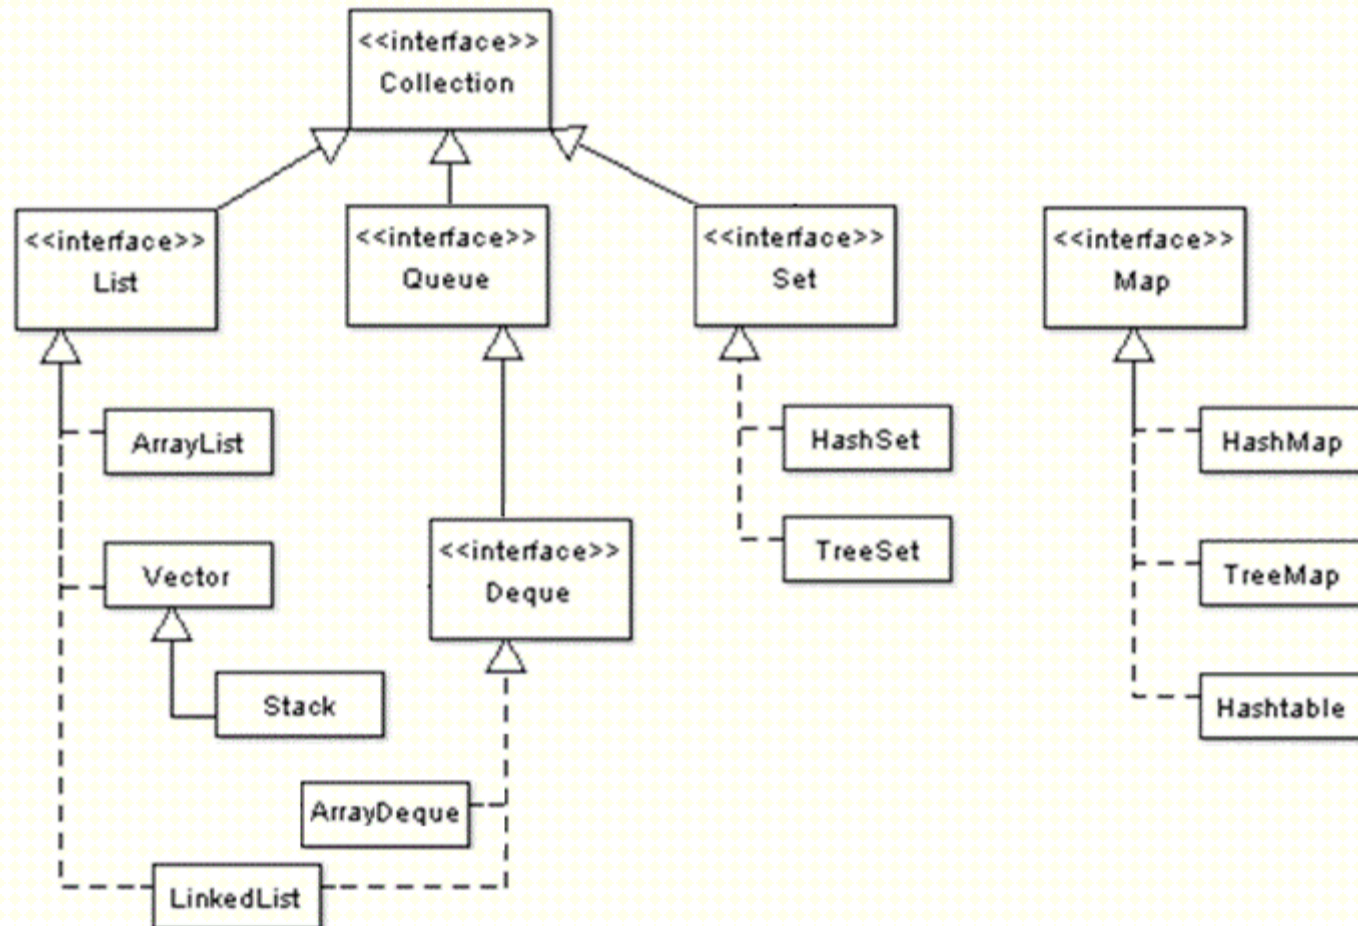 <<interface>>
Collection
<<interface>>
List
<<interface>>
Queue
<<interface>>
Set
<<interface>>
Map
ArrayList
HashSet
HashMap
Vector
<<interface>>
Deque
TreeSet
TreeMap
Stack
Hashtable
ArrayDeque
LinkedList